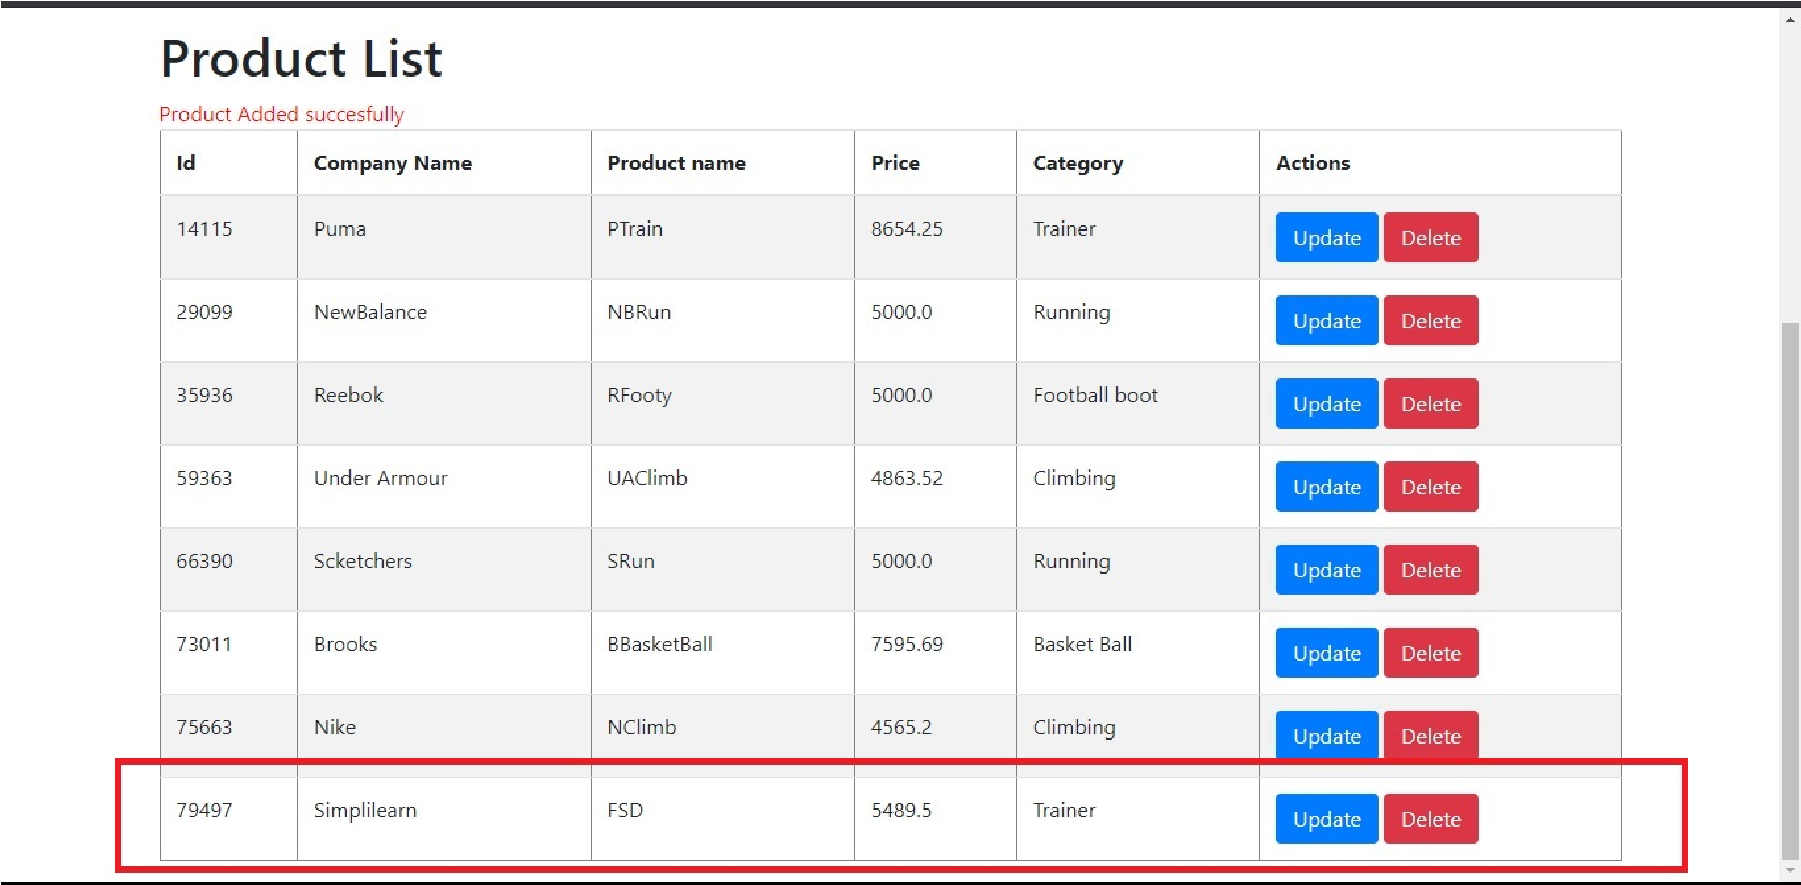 Product List
Product Added succesfully
Id Company Name Product name Price Category Actions
14115 Puma PTrain 8654.25 Trainer Update Delete
29099 NewBalance NBRun 5000.0 Running Update Delete
35936 Reebok RFooty 5000.0 Football boot Update Delete
59363 Under Armour UAClimb 4863.52 Climbing Update Delete
66390 Scketchers SRun 5000.0 Running Update Delete
73011 Brooks BBasketBall 7595.69 Basket Ball Update Delete
75663 Nike NClimb 4565.2 Climbing Update Delete
79497 Simplilearn FSD 5489.5 Trainer Update Delete